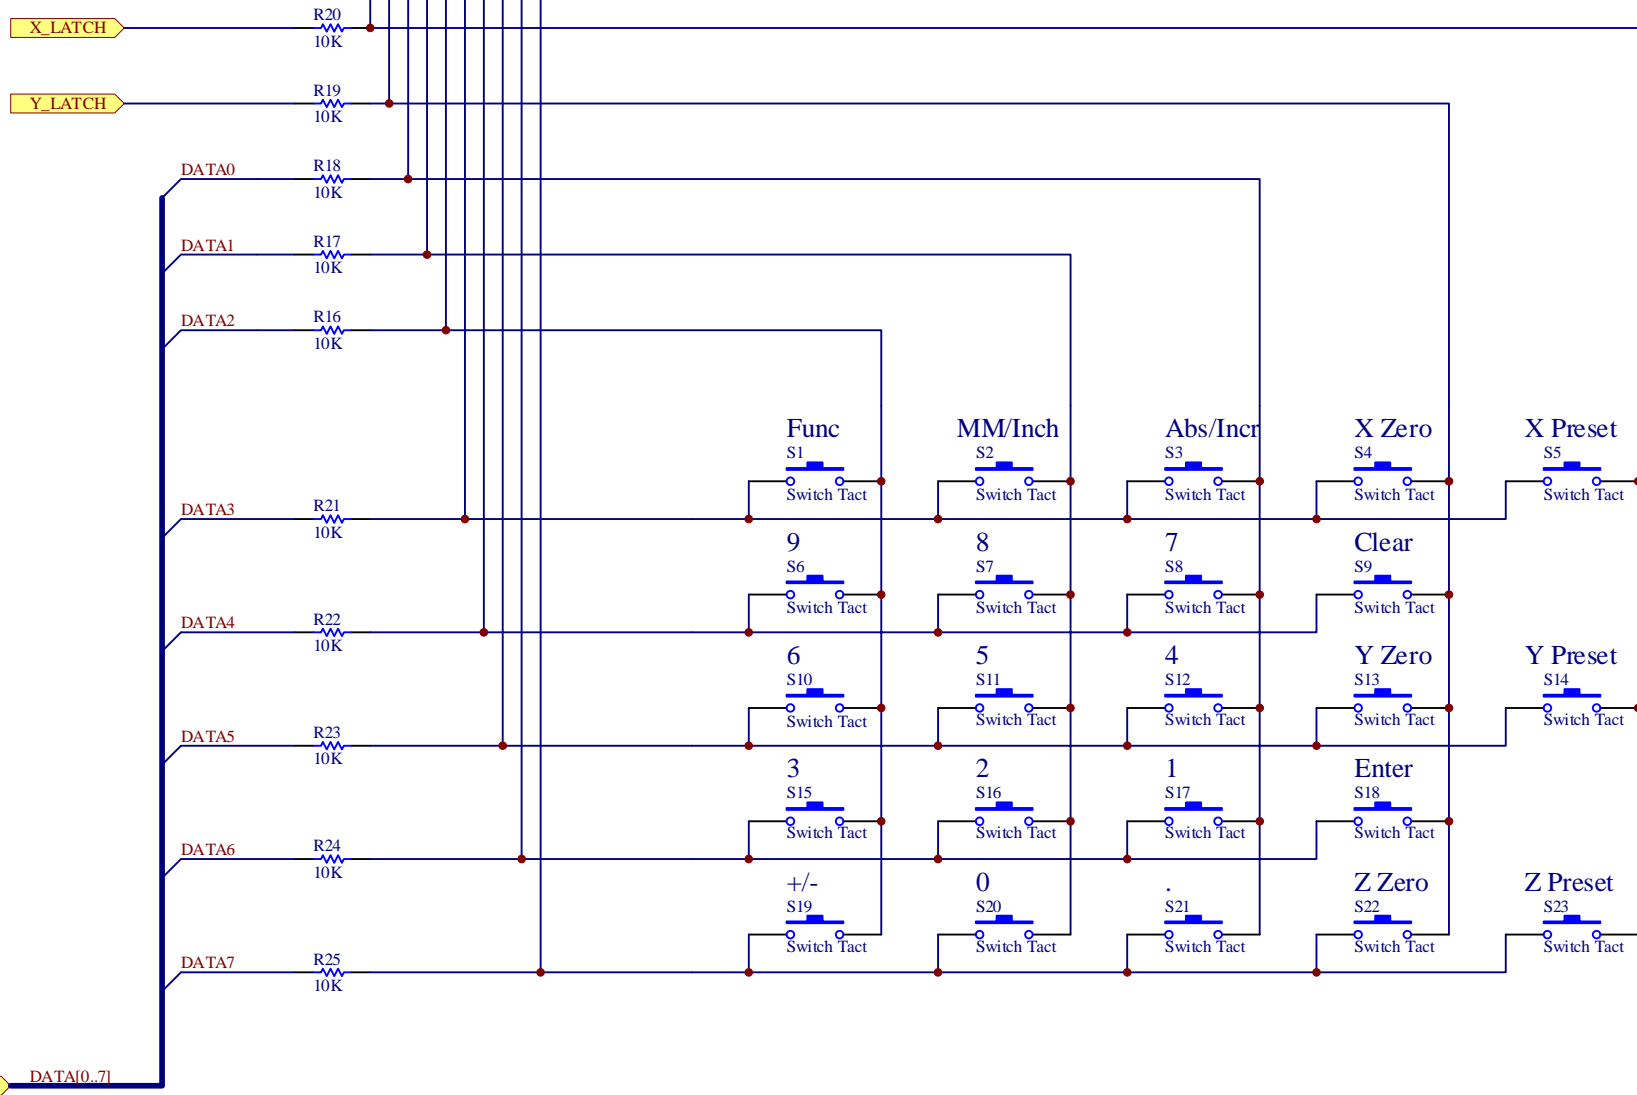 X_LATCH
R20
10K
Y_LATCH
R19
10K
DATA0
R18
10K
DATA1
R17
10K
DATA2
R16
10K
Func
MM/Inch
Abs/Incr
X Zero
X Preset
S1
S2
S3
S4
S5
Switch Tact
Switch Tact
Switch Tact
Switch Tact
Switch Tact
DATA3
R21
10K
9
8
7
Clear
S6
S7
S8
S9
Switch Tact
Switch Tact
Switch Tact
Switch Tact
DATA4
R22
10K
6
5
4
Y Zero
Y Preset
S10
S11
S12
S13
S14
Switch Tact
Switch Tact
Switch Tact
Switch Tact
Switch Tact
DATA5
R23
10K
3
2
1
Enter
S15
S16
S17
S18
Switch Tact
Switch Tact
Switch Tact
Switch Tact
DATA6
R24
10K
+/-
0
.
Z Zero
Z Preset
S19
S20
S21
S22
S23
Switch Tact
Switch Tact
Switch Tact
Switch Tact
Switch Tact
DATA7
R25
10K
DATA[0..7]